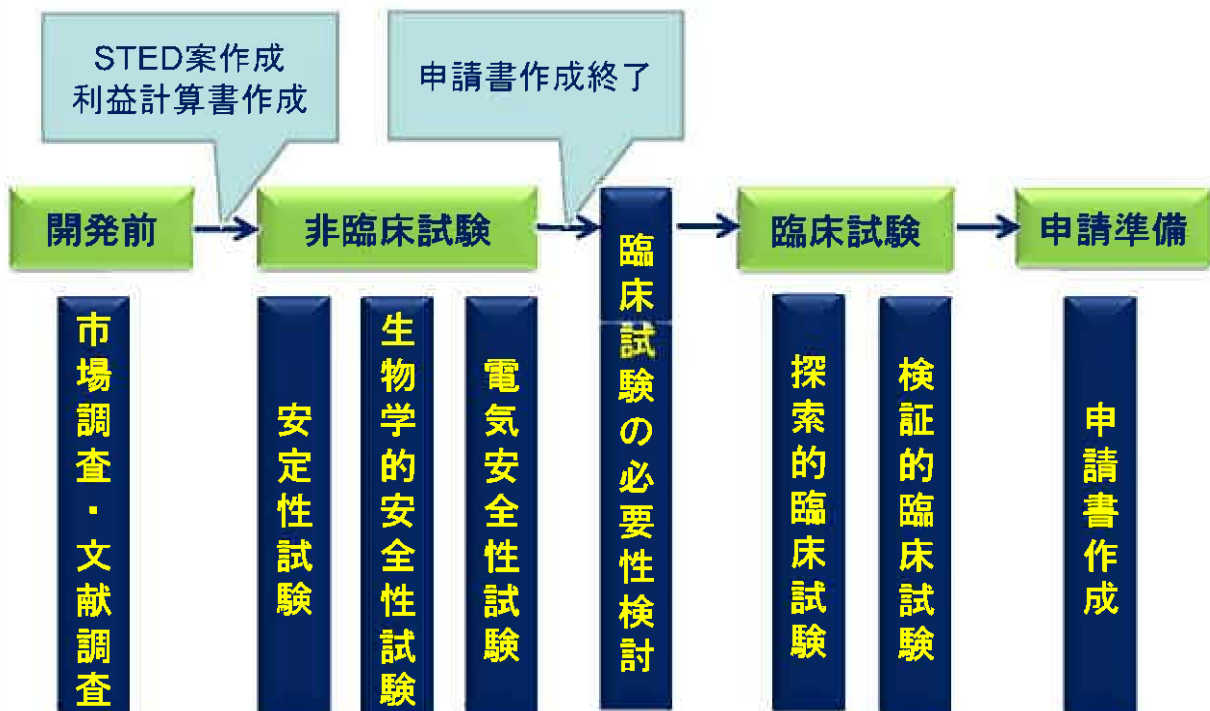 STED案作成
利益計算書作成
申請書作成終了
開発前
非臨床試験
臨床試験の必要性検討
臨床試験
申請準備
市場調査・文献調査
安定性試験
生物学的安全性試験
電気安全性試験
探索的臨床試験
検証的臨床試験
申請書作成